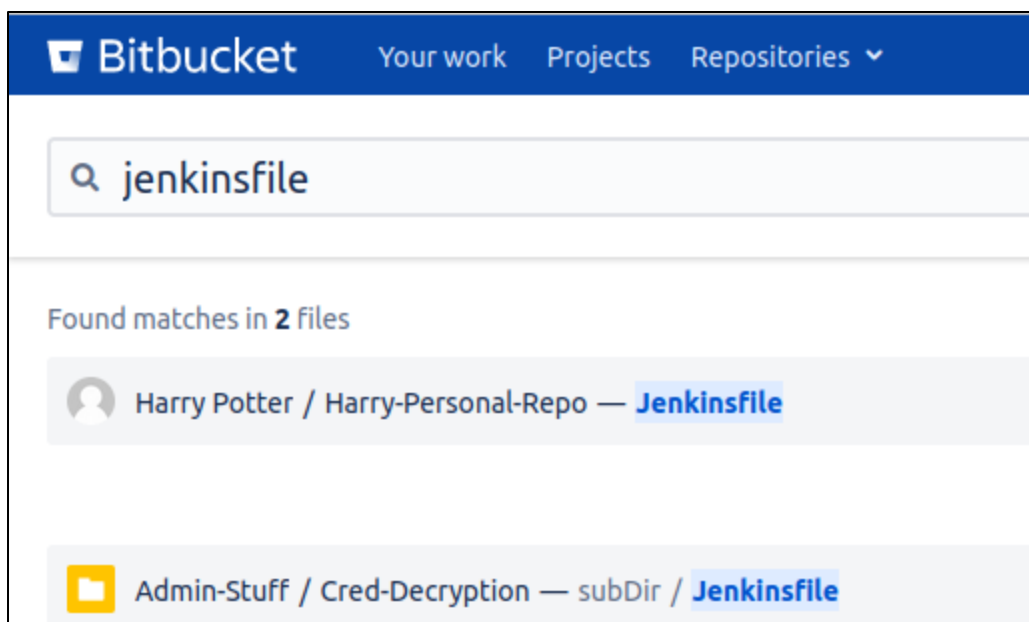 Bitbucket Your work Projects Repositories
jenkinsfile
Found matches in 2 files
Harry Potter / Harry-Personal-Repo — Jenkinsfile
Admin-Stuff / Cred-Decryption — subDir / Jenkinsfile